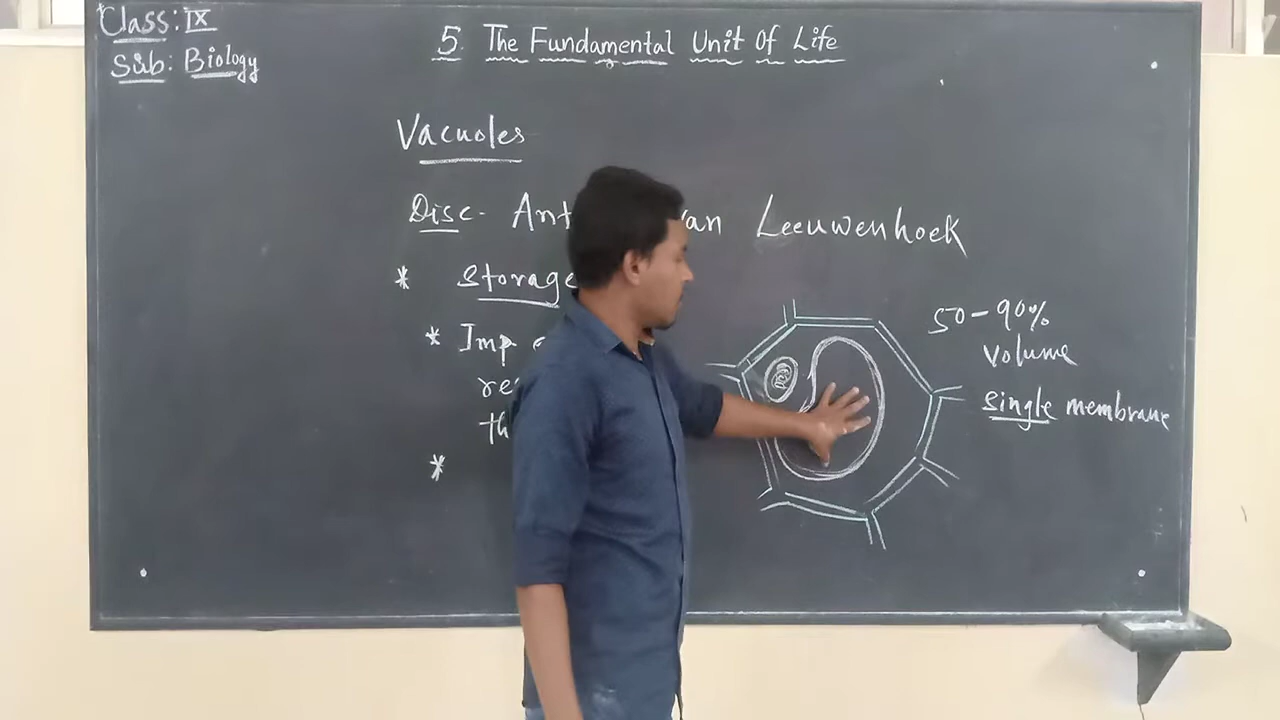 Class: IX
Sub: Biology
5. The Fundamental Unit Of Life
Vacuoles
Disc. Van Leeuwenhoek
* Storage
* Imp
*
50-90%
Volume
single membrane